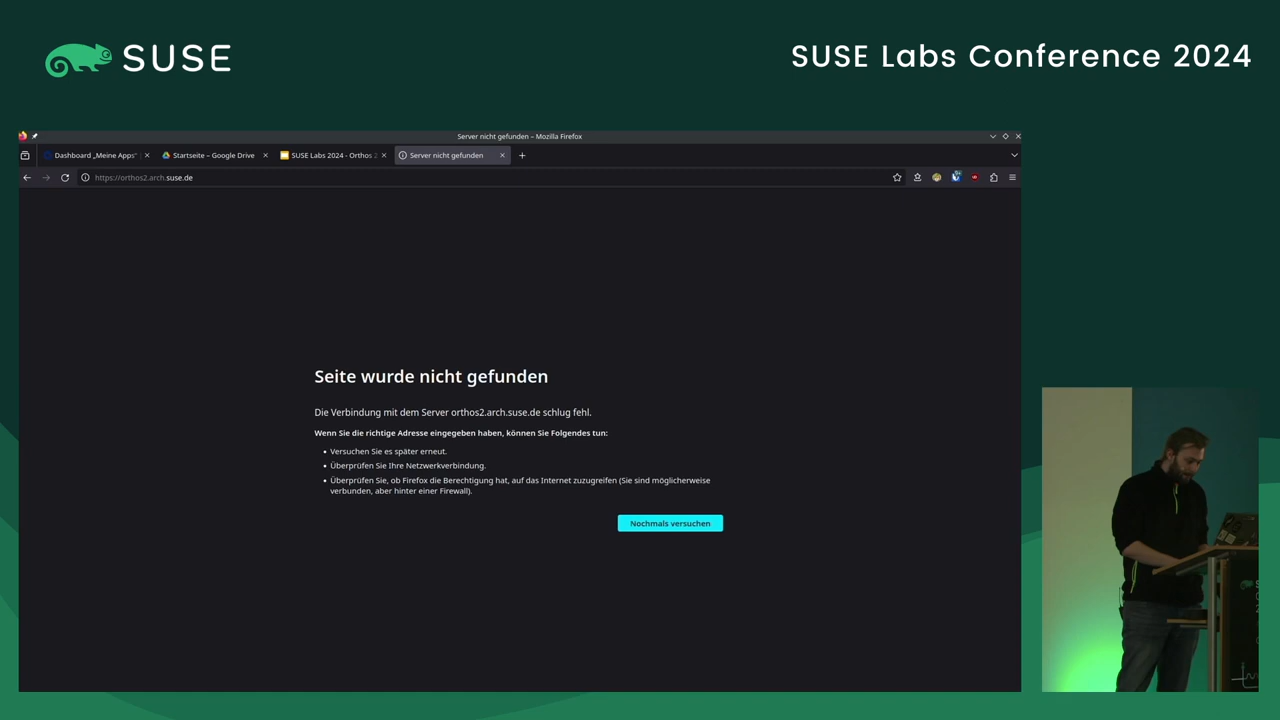 SUSE
SUSE Labs Conference 2024
Server nicht gefunden – Mozilla Firefox
Dashboard „Meine Apps"
Startseite – Google Drive
SUSE Labs 2024 - Orthos 2
Server nicht gefunden
https://orthos2.arch.suse.de
Seite wurde nicht gefunden
Die Verbindung mit dem Server orthos2.arch.suse.de schlug fehl.
Wenn Sie die richtige Adresse eingegeben haben, können Sie Folgendes tun:
Versuchen Sie es später erneut.
Überprüfen Sie Ihre Netzwerkverbindung.
Überprüfen Sie, ob Firefox die Berechtigung hat, auf das Internet zuzugreifen (Sie sind möglicherweise
verbunden, aber hinter einer Firewall).
Nochmals versuchen